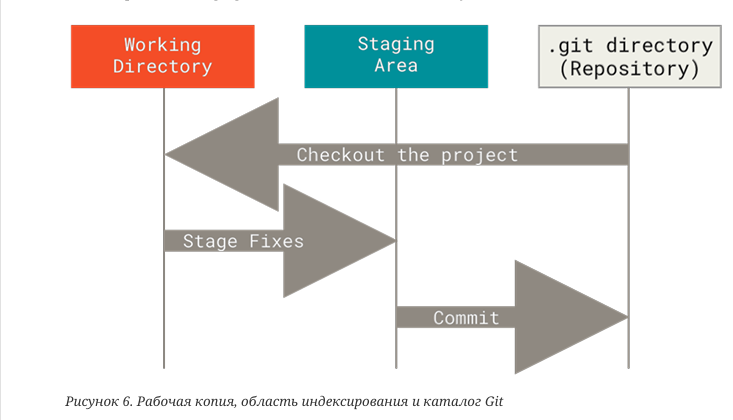 Working
Directory
Staging
Area
.git directory
(Repository)
Checkout the project
Stage Fixes
Commit
Рисунок 6. Рабочая копия, область индексирования и каталог Git